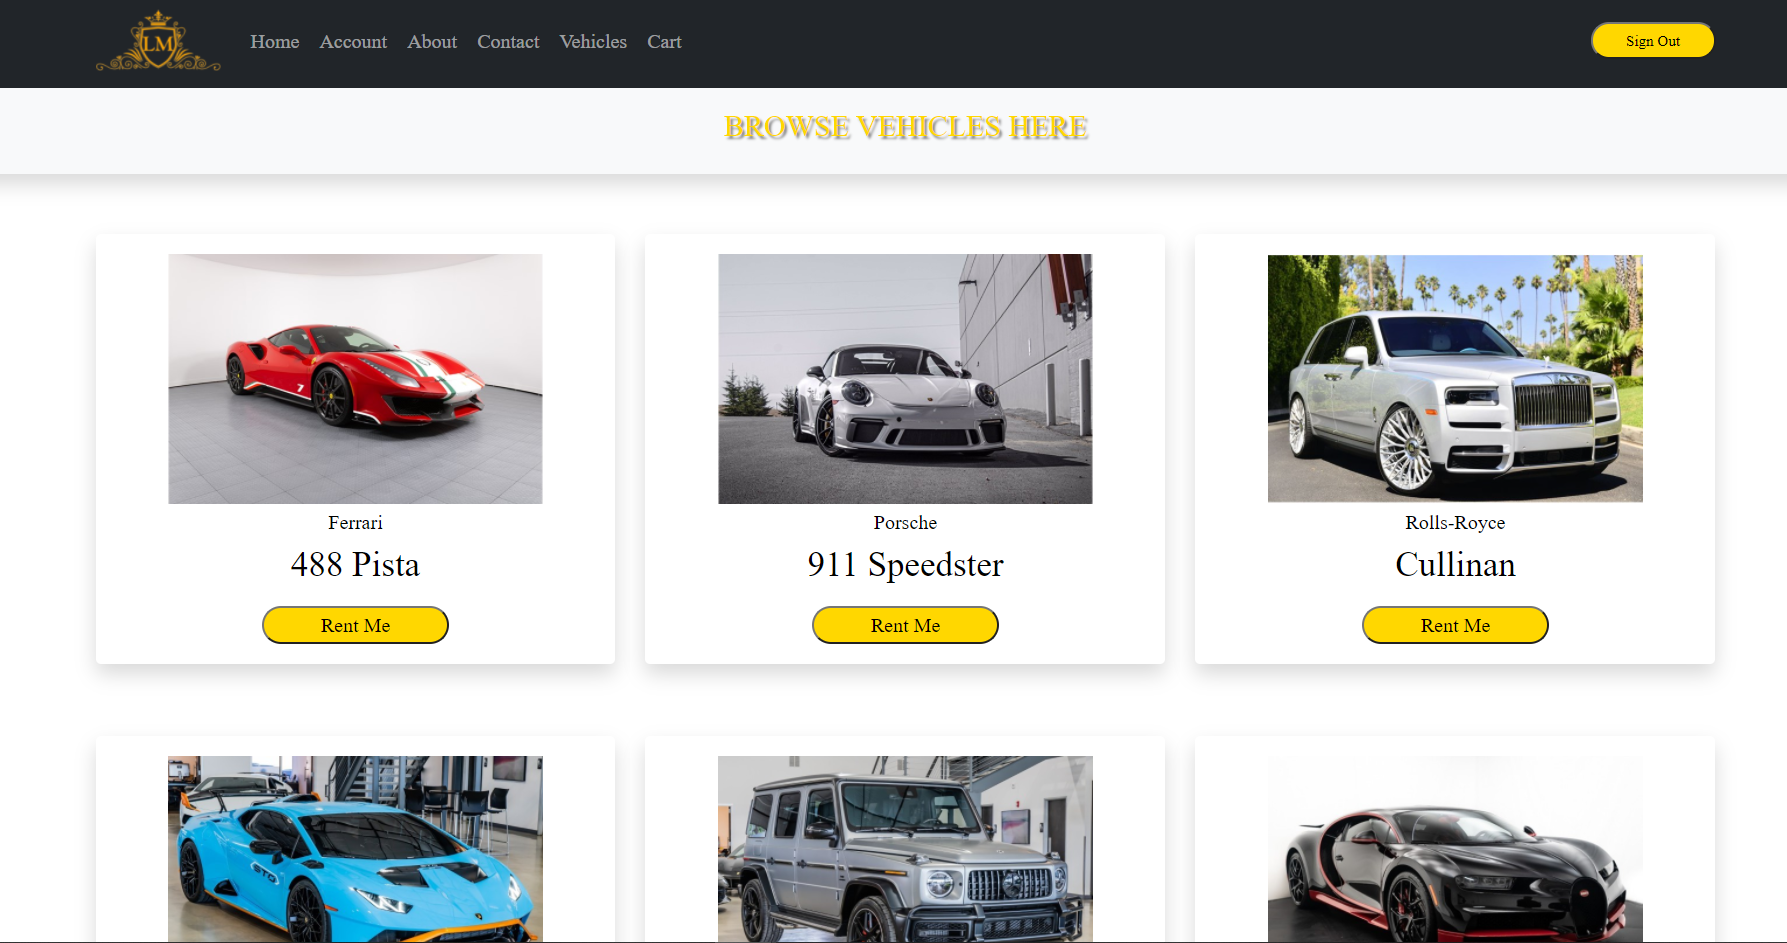 LM
Home Account About Contact Vehicles Cart
Sign Out
BROWSE VEHICLES HERE
Ferrari
488 Pista
Rent Me
Porsche
911 Speedster
Rent Me
Rolls-Royce
Cullinan
Rent Me
STO